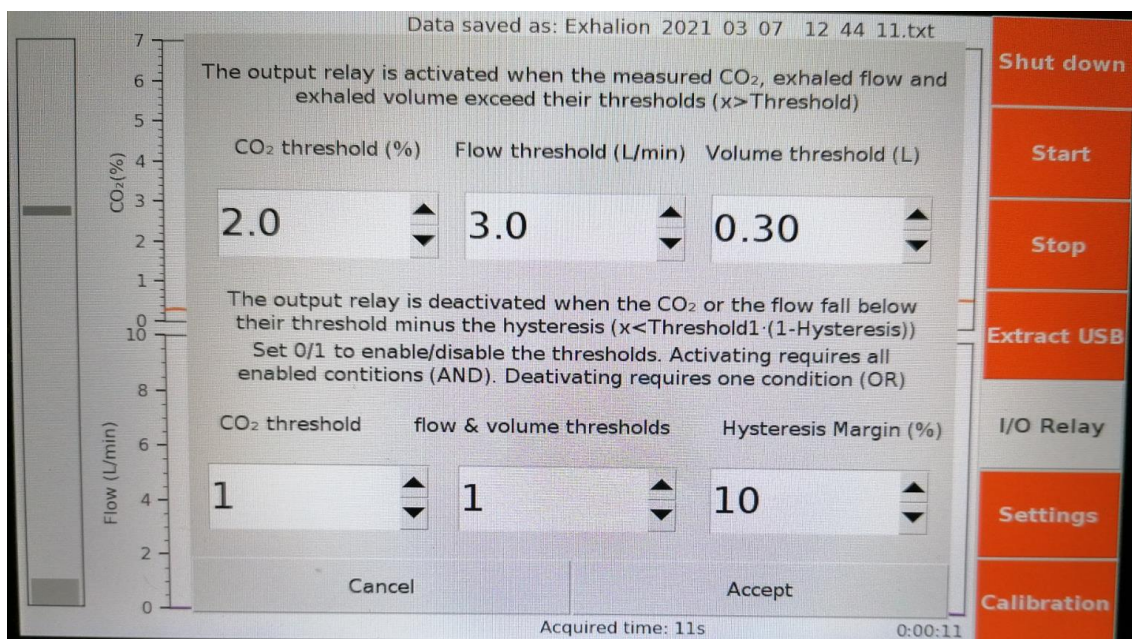 Data saved as: Exhalion 2021 03 07 12 44 11.txt
Shut down
Start
Stop
Extract USB
I/O Relay
Settings
Calibration
7
6
5
4
3
2
1
0
CO₂(%)
10
8
6
4
2
0
Flow (L/min)
The output relay is activated when the measured CO₂, exhaled flow and
exhaled volume exceed their thresholds (x>Threshold)
CO₂ threshold (%) Flow threshold (L/min) Volume threshold (L)
2.0 3.0 0.30
The output relay is deactivated when the CO₂ or the flow fall below
their threshold minus the hysteresis (x<Threshold1·(1-Hysteresis))
Set 0/1 to enable/disable the thresholds. Activating requires all
enabled contitions (AND). Deativating requires one condition (OR)
CO₂ threshold flow & volume thresholds Hysteresis Margin (%)
1 1 10
Cancel Accept
Acquired time: 11s 0:00:11